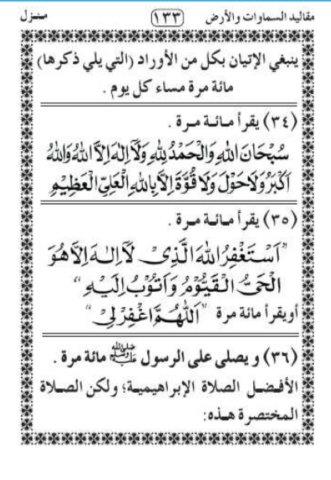 مقاليد السماوات والأرض ١٣٣ منزل
ينبغي الإتيان بكل من الأوراد (التي يلي ذكرها)
مائة مرة مساء كل يوم .
(٣٤) يقرأ مائة مرة .
سُبْحَانَ اللهِ وَالْحَمْدُ لِلّٰهِ وَلَآ اِلٰهَ اِلَّا اللهُ وَاللهُ
اَكْبَرُ وَلَا حَوْلَ وَلَا قُوَّةَ اِلَّا بِاللهِ الْعَلِيِّ الْعَظِيْمِ
(٣٥) يقرأ مائة مرة .
"اَسْتَغْفِرُ اللهَ الَّذِىْ لَآ اِلٰهَ اِلَّا هُوَ
الْحَىُّ الْقَيُّوْمُ وَاَتُوْبُ اِلَيْهِ"
أو يقرأ مائة مرة "اَللّٰهُمَّ اغْفِرْ لِىْ"
(٣٦) و يصلى على الرسول ﷺ مائة مرة .
الأفضل الصلاة الإبراهيمية؛ ولكن الصلاة
المختصرة هذه: